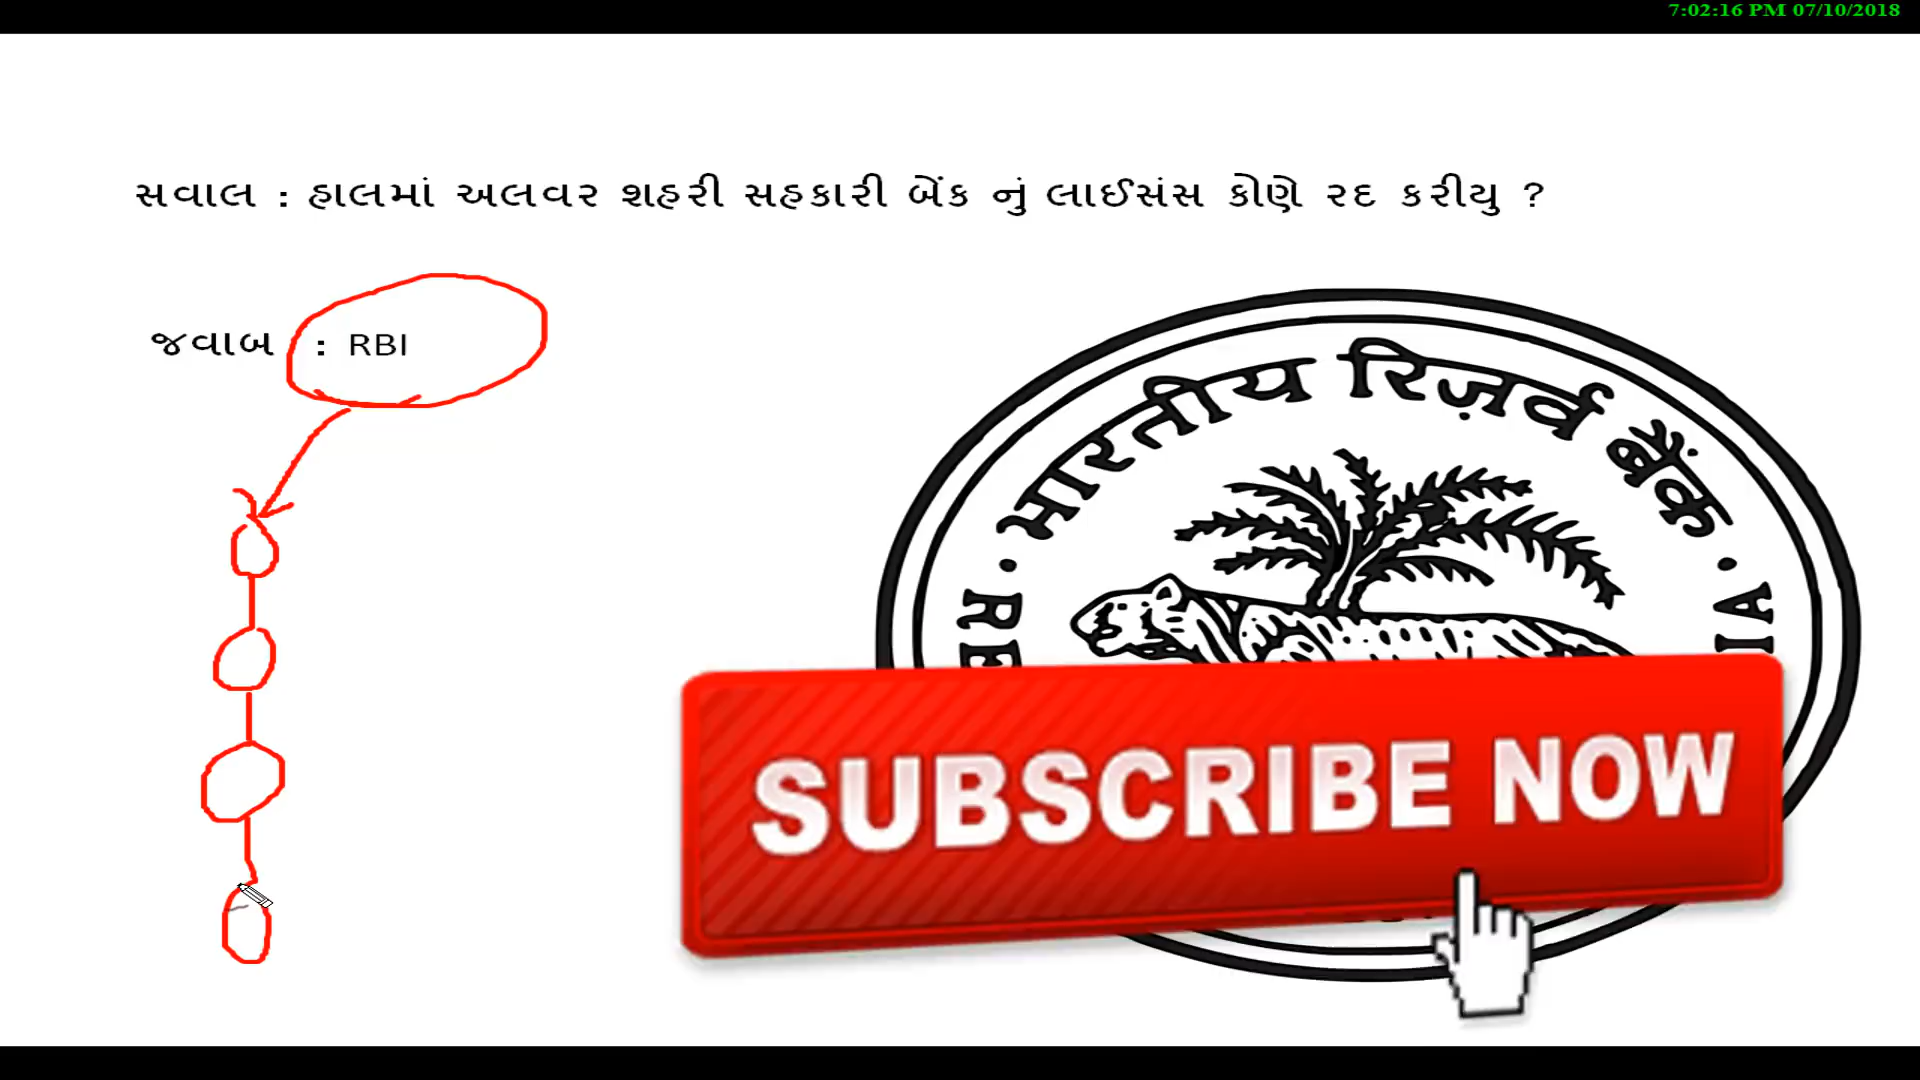 7:02:16 PM 07/10/2018
સવાલ : હાલમાં અલવર શહરી સહકારી બેંક નું લાઈસંસ કોણે રદ કરીયુ ?
જવાબ : RBI
भारतीय रिज़र्व बैंक
SUBSCRIBE NOW